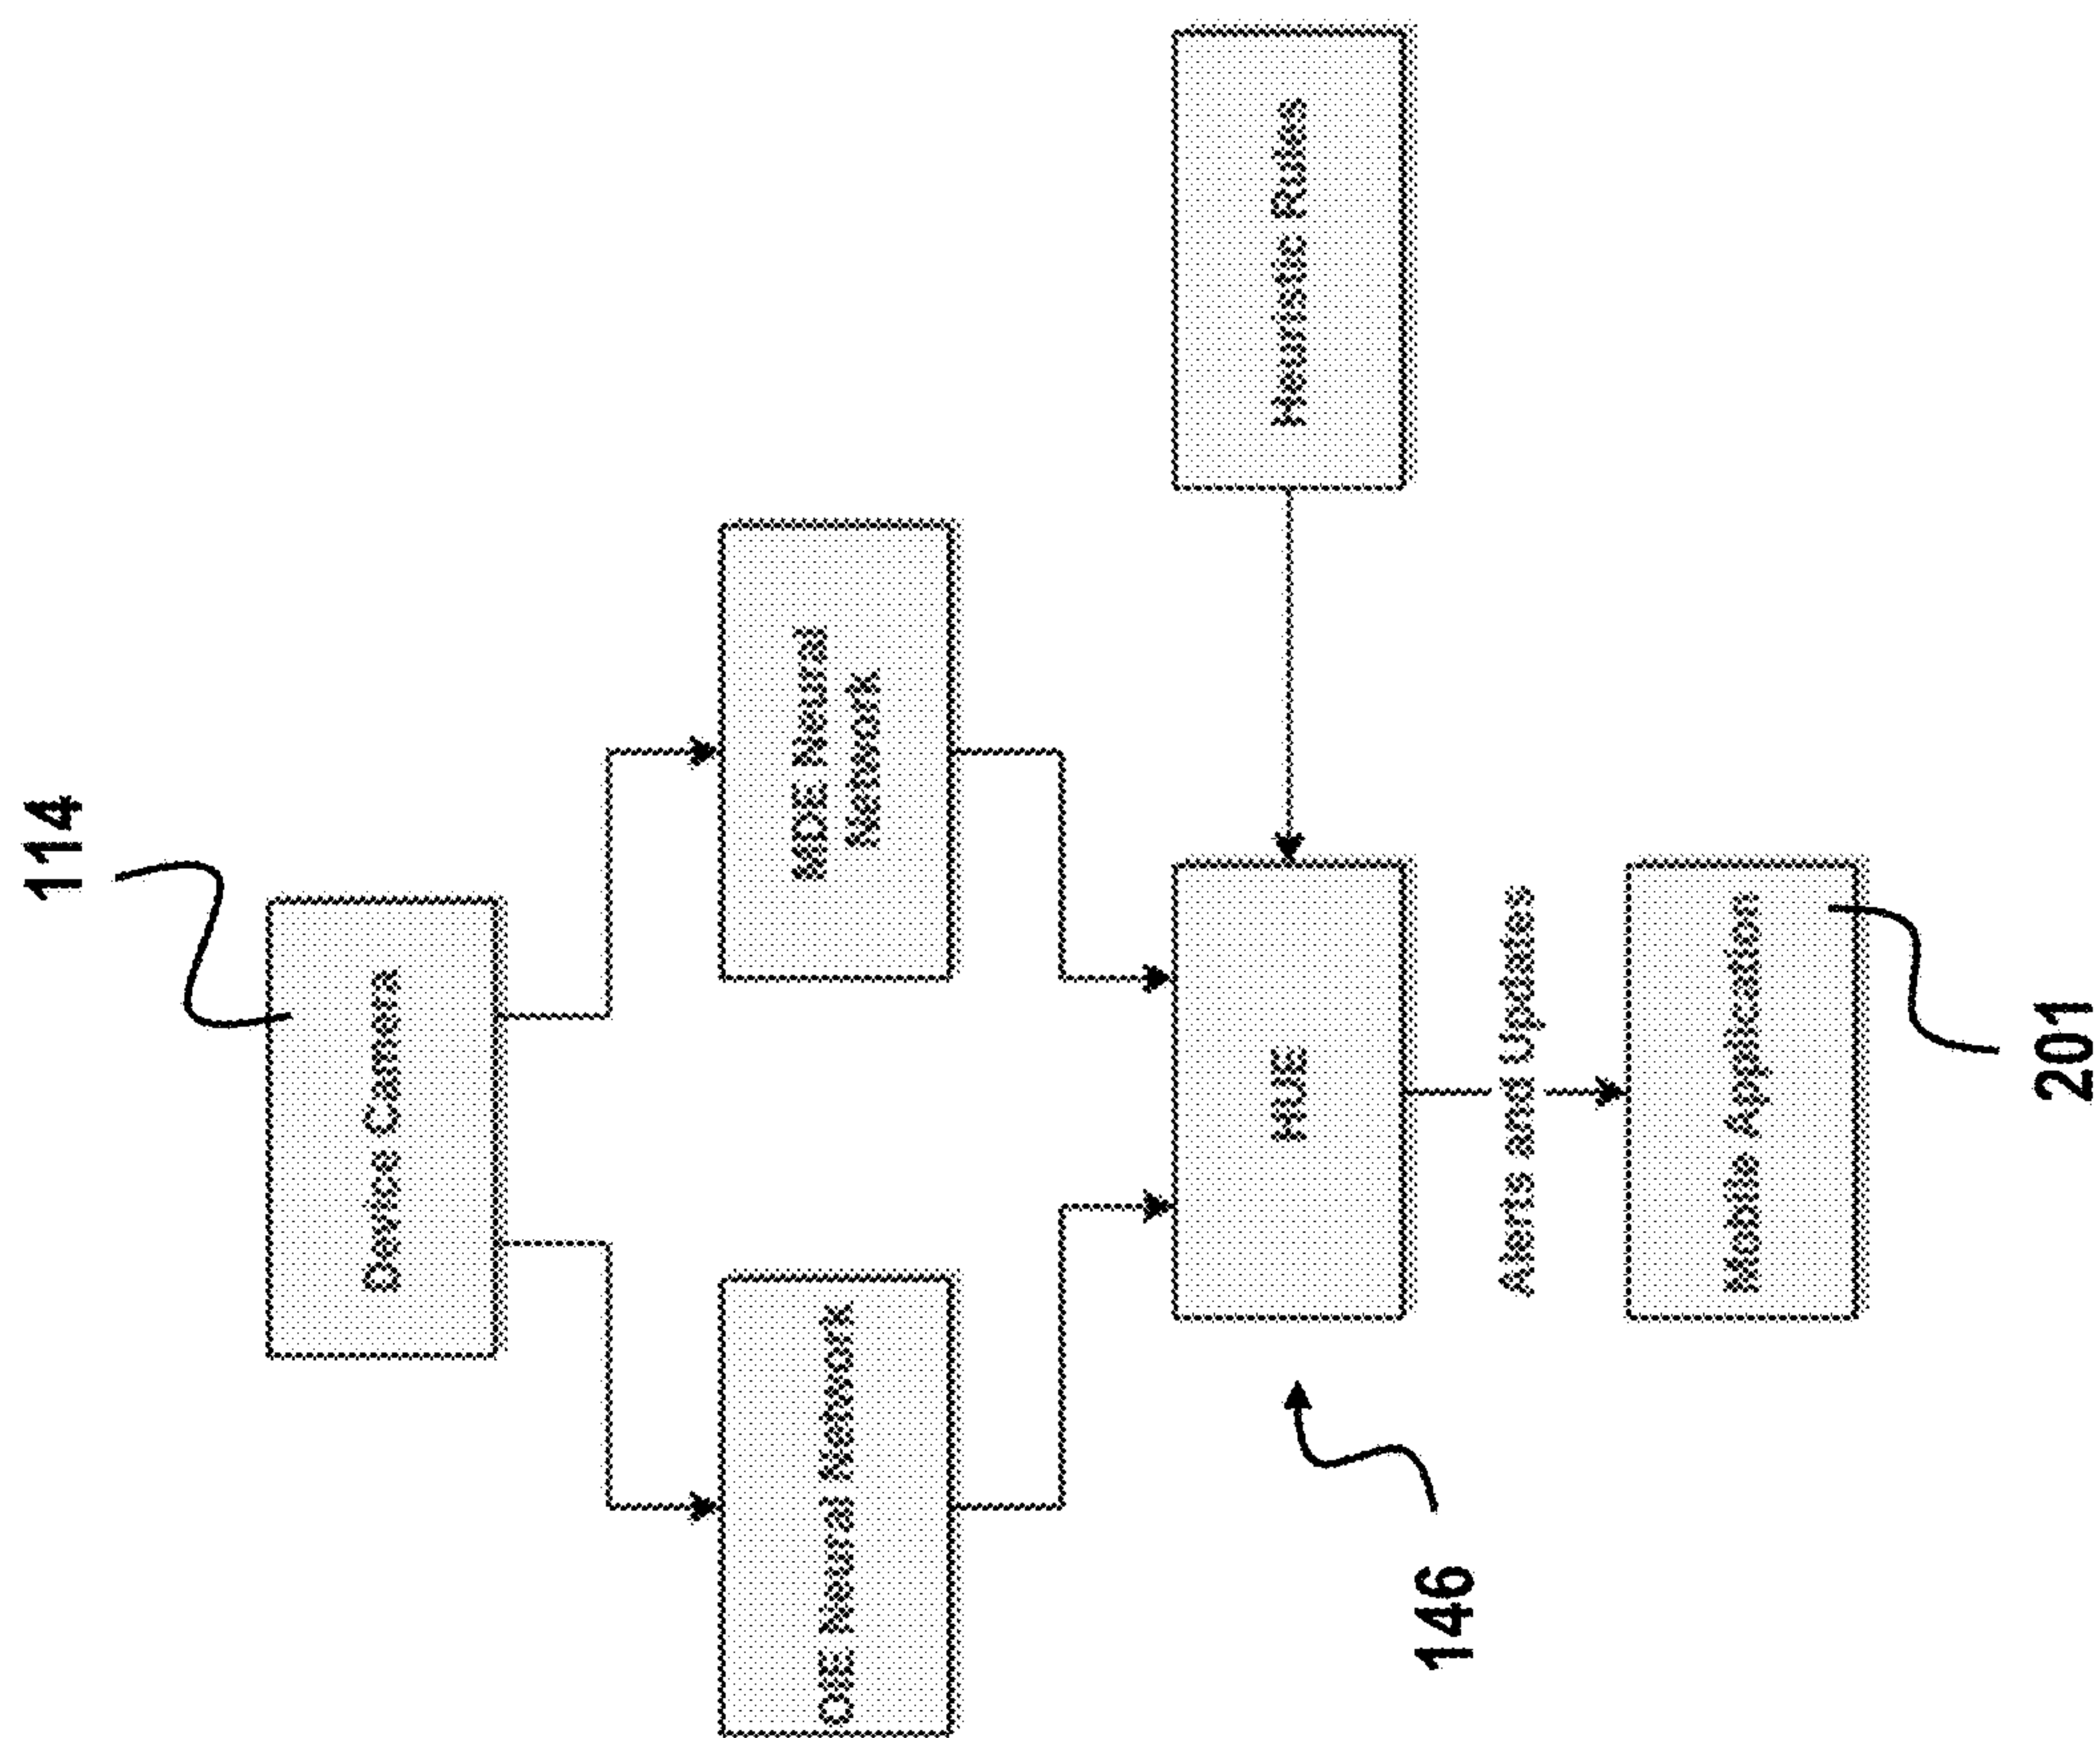 114
Device Camera
MDE Neural
Network
OIE Neural Network
Heuristic Rules
HUE
146
Alerts and Updates
Mobile Application
201